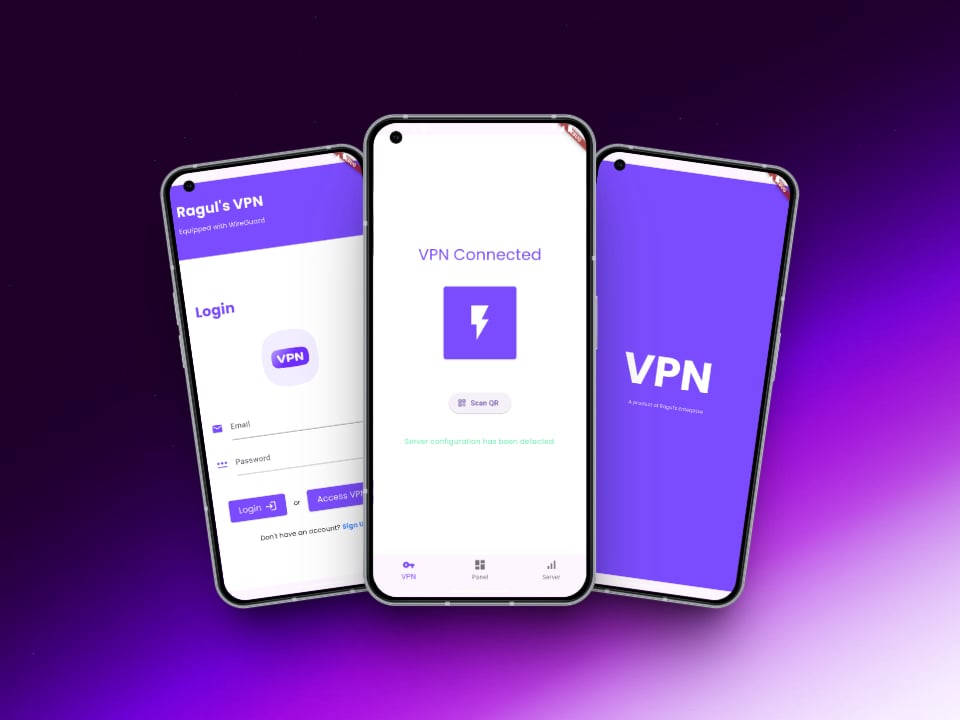 Ragul's VPN
Equipped with WireGuard
Login
VPN
Email
Password
Login or Access VPN
Don't have an account? Sign u
VPN Connected
Scan QR
Server configuration has been detected.
VPN Panel Server
VPN
A product of Ragul's Enterprise